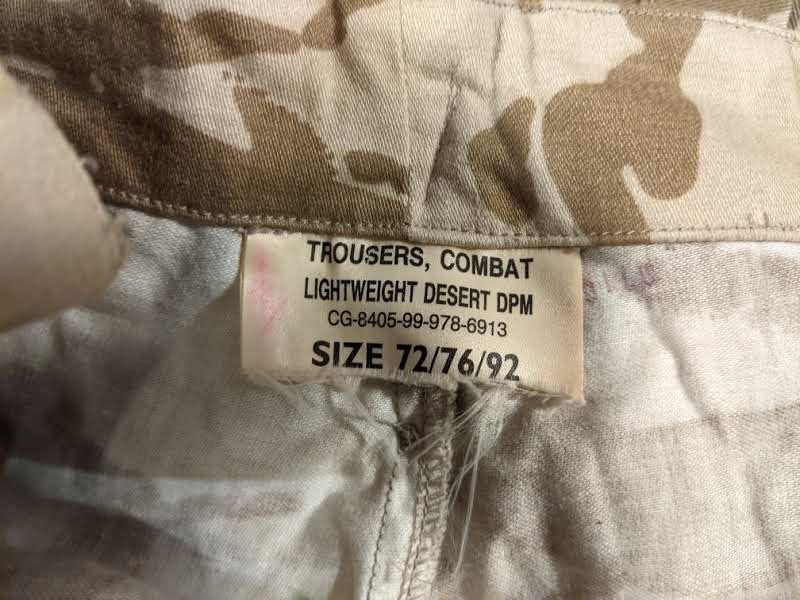 TROUSERS, COMBAT
LIGHTWEIGHT DESERT DPM
CG-8405-99-978-6913
SIZE 72/76/92